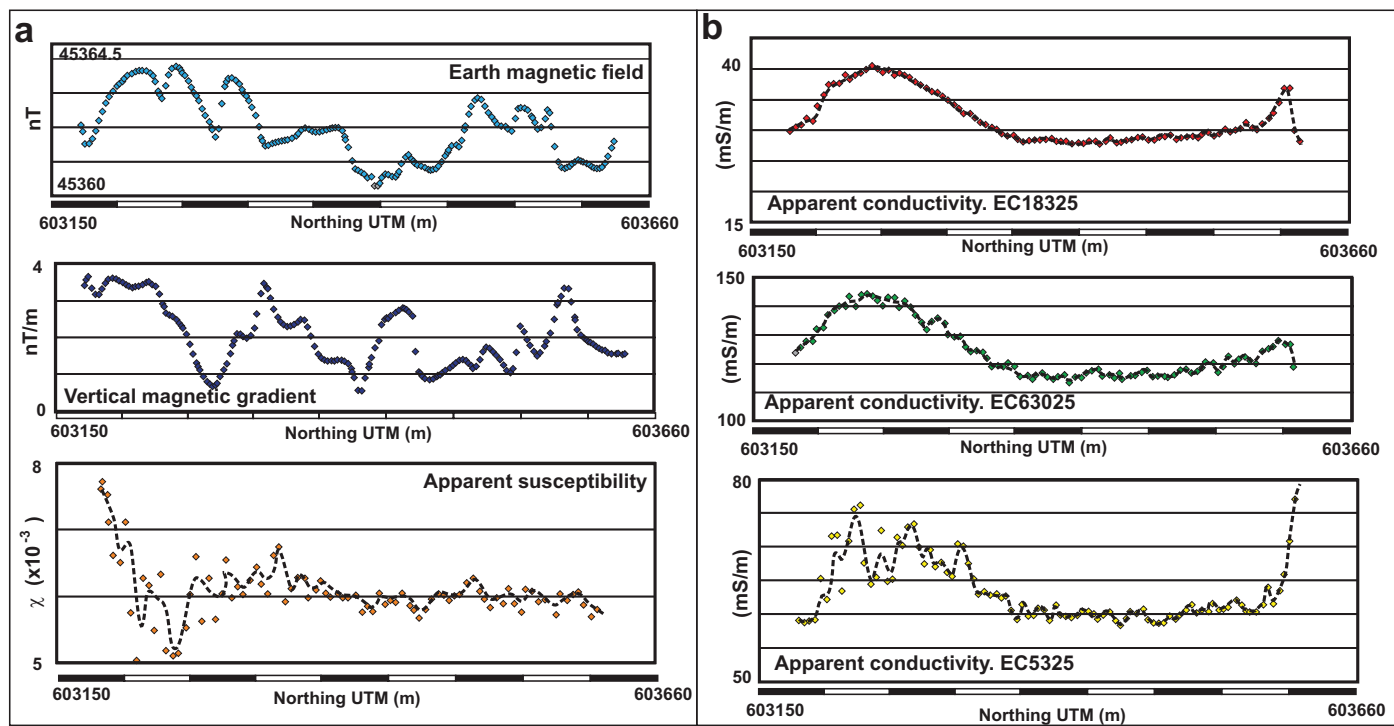 a
45364.5
Earth magnetic field
nT
45360
603150
Northing UTM (m)
603660
4
nT/m
Vertical magnetic gradient
0
603150
Northing UTM (m)
603660
8
Apparent susceptibility
χ (x10⁻³)
5
603150
Northing UTM (m)
603660
b
40
(mS/m)
Apparent conductivity. EC18325
15
603150
Northing UTM (m)
603660
150
(mS/m)
Apparent conductivity. EC63025
100
603150
Northing UTM (m)
603660
80
(mS/m)
Apparent conductivity. EC5325
50
603150
Northing UTM (m)
603660